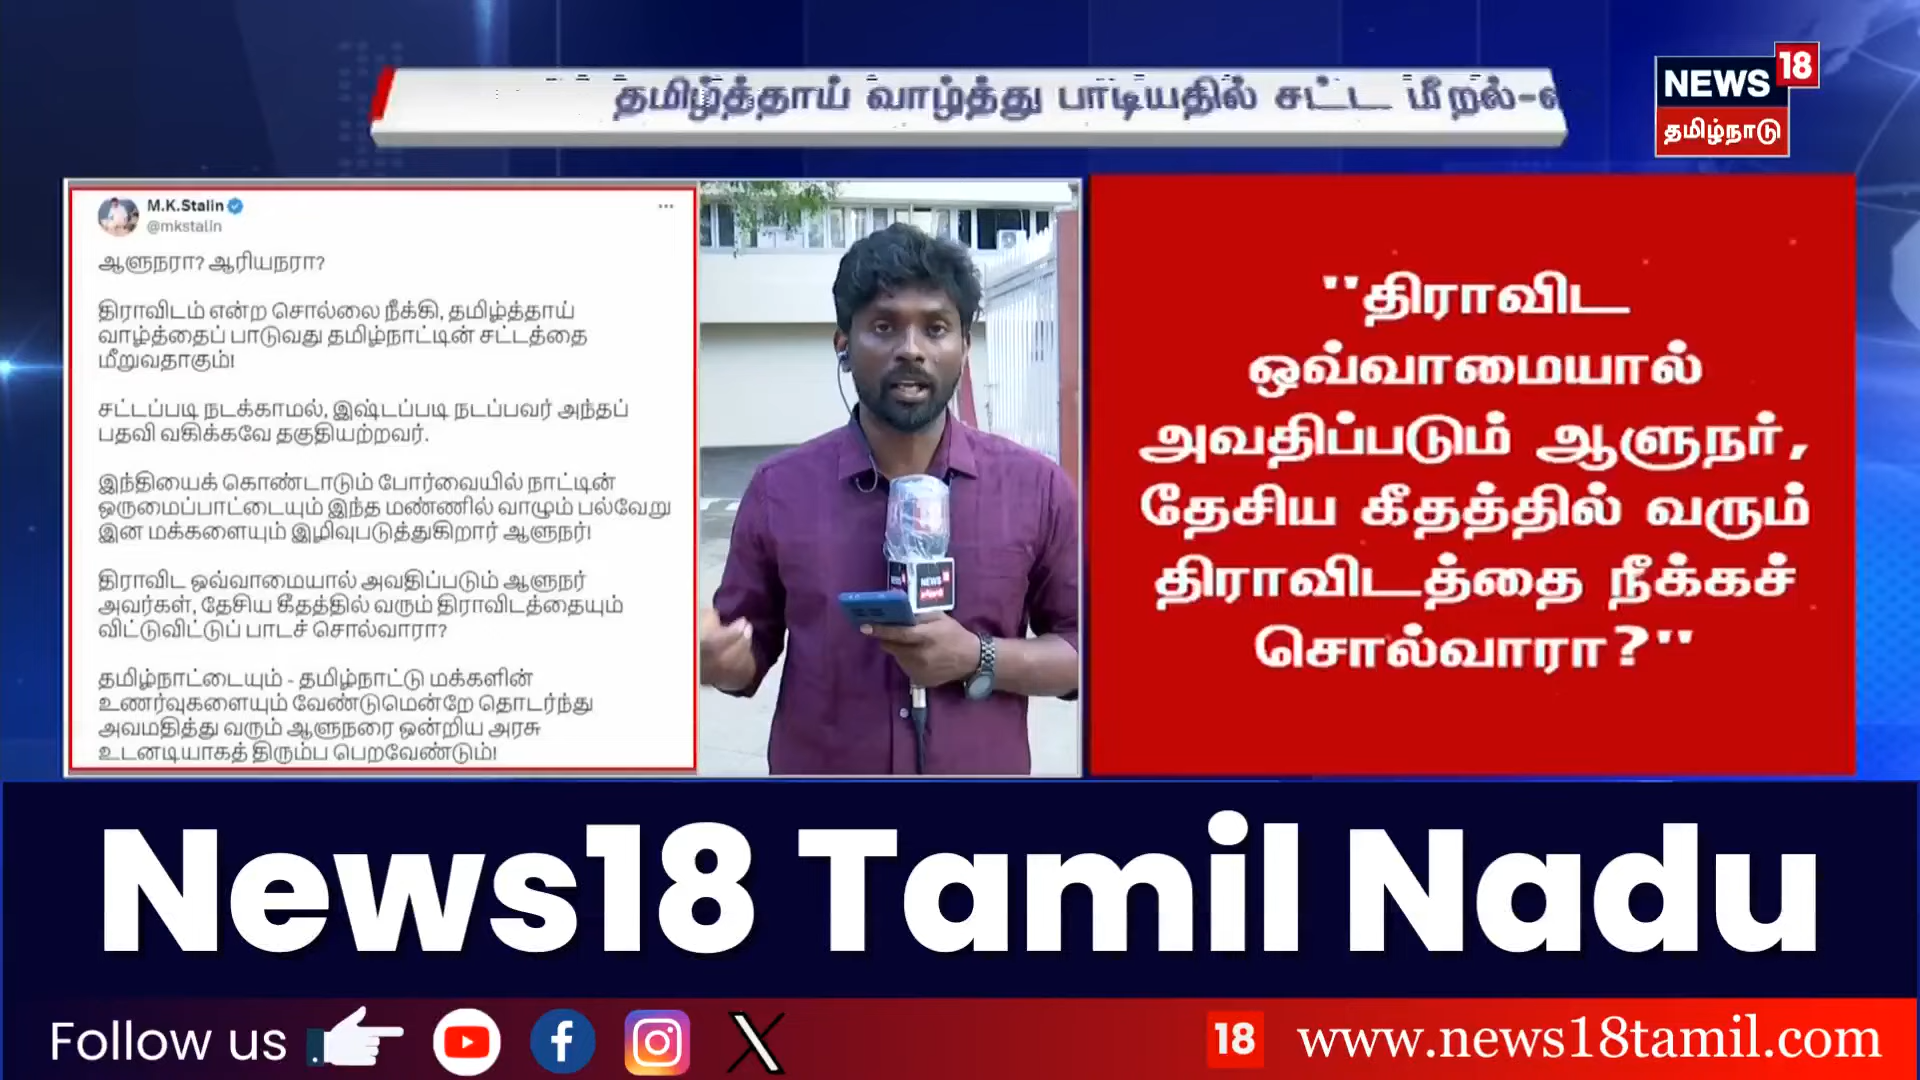 தமிழ்த்தாய் வாழ்த்து பாடியதில் சட்ட மீறல்-
NEWS 18
தமிழ்நாடு
M.K.Stalin
@mkstalin
ஆளுநரா? ஆரியநரா?
திராவிடம் என்ற சொல்லை நீக்கி, தமிழ்த்தாய்
வாழ்த்தைப் பாடுவது தமிழ்நாட்டின் சட்டத்தை
மீறுவதாகும்!
சட்டப்படி நடக்காமல், இஷ்டப்படி நடப்பவர் அந்தப்
பதவி வகிக்கவே தகுதியற்றவர்.
இந்தியைக் கொண்டாடும் போர்வையில் நாட்டின்
ஒருமைப்பாட்டையும் இந்த மண்ணில் வாழும் பல்வேறு
இன மக்களையும் இழிவுபடுத்துகிறார் ஆளுநர்!
திராவிட ஒவ்வாமையால் அவதிப்படும் ஆளுநர்
அவர்கள், தேசிய கீதத்தில் வரும் திராவிடத்தையும்
விட்டுவிட்டுப் பாடச் சொல்வாரா?
தமிழ்நாட்டையும் - தமிழ்நாட்டு மக்களின்
உணர்வுகளையும் வேண்டுமென்றே தொடர்ந்து
அவமதித்து வரும் ஆளுநரை ஒன்றிய அரசு
உடனடியாகத் திரும்ப பெறவேண்டும்!
NEWS 18
"திராவிட
ஒவ்வாமையால்
அவதிப்படும் ஆளுநர்,
தேசிய கீதத்தில் வரும்
திராவிடத்தை நீக்கச்
சொல்வாரா?"
News18 Tamil Nadu
Follow us
18 www.news18tamil.com